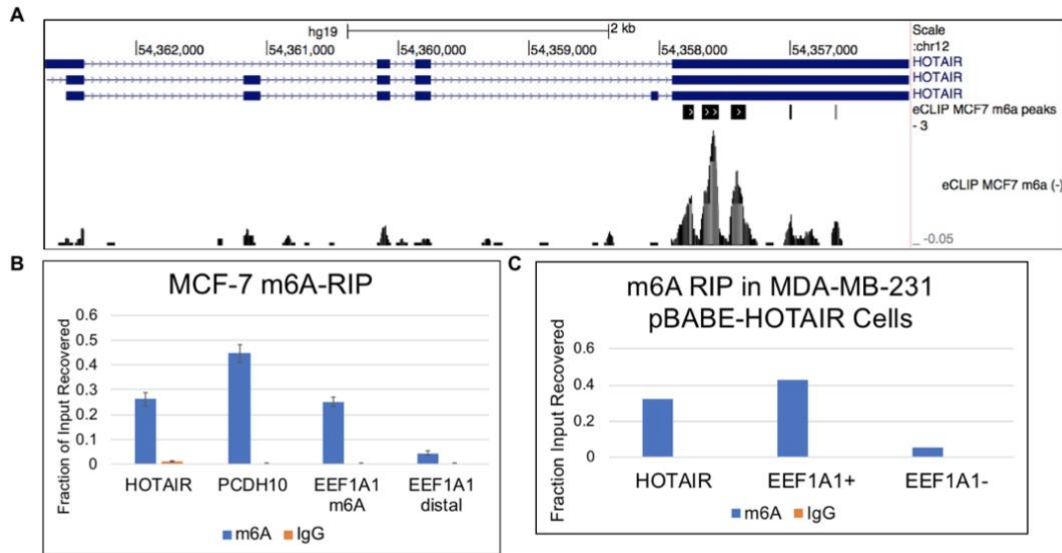 A
hg19 2 kb Scale
54,362,000 54,361,000 54,360,000 54,359,000 54,358,000 54,357,000 :chr12
HOTAIR
HOTAIR
HOTAIR
eCLIP MCF7 m6a peaks
- 3
eCLIP MCF7 m6a (-)
-0.05
B
MCF-7 m6A-RIP
Fraction of Input Recovered
0.6
0.5
0.4
0.3
0.2
0.1
0
HOTAIR PCDH10 EEF1A1 EEF1A1
m6A distal
m6A IgG
C
m6A RIP in MDA-MB-231
pBABE-HOTAIR Cells
Fraction Input Recovered
0.6
0.4
0.2
0
HOTAIR EEF1A1+ EEF1A1-
m6A IgG